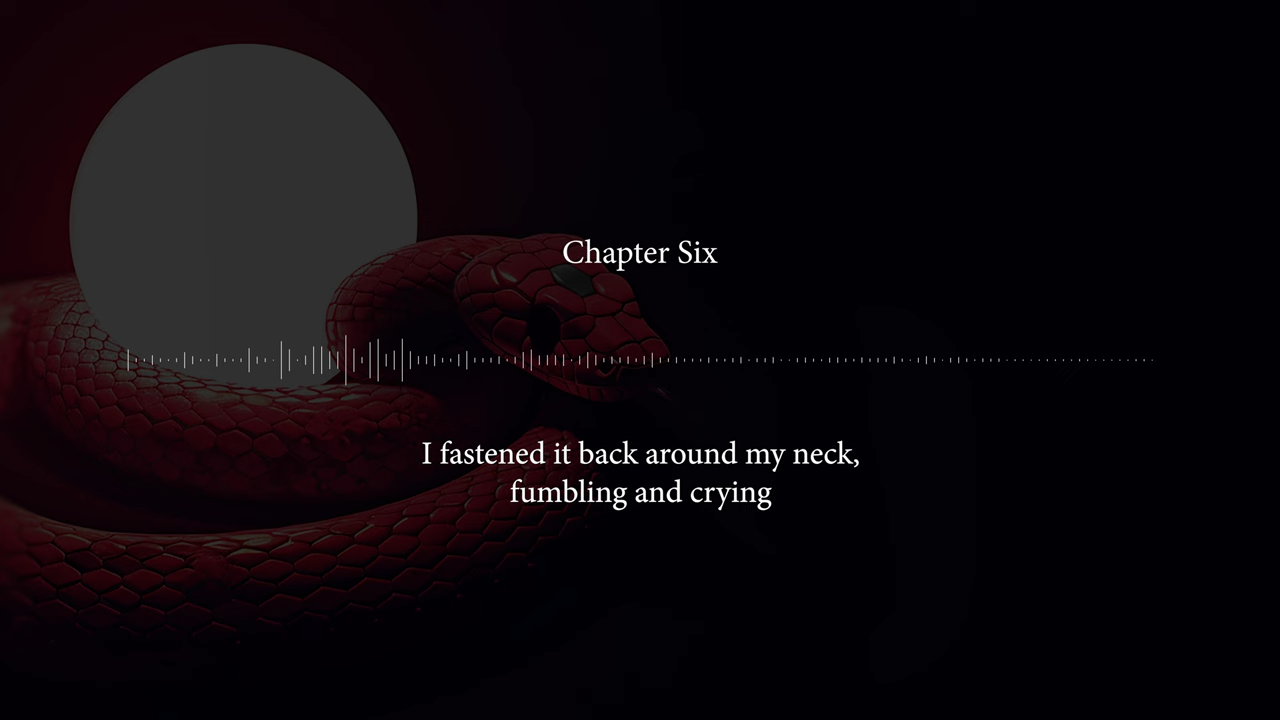 Chapter Six
I fastened it back around my neck,
fumbling and crying